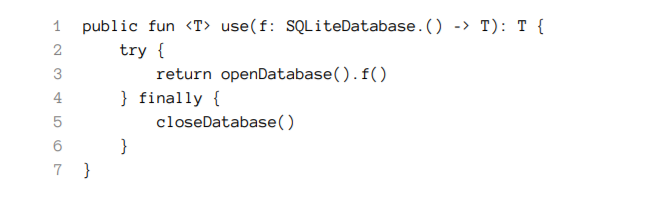 1 public fun <T> use(f: SQLiteDatabase.() -> T): T {
2     try {
3         return openDatabase().f()
4     } finally {
5         closeDatabase()
6     }
7 }